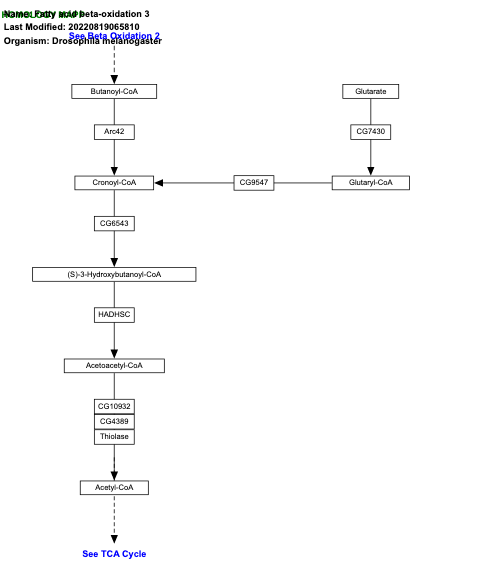 Name: Fatty acid beta-oxidation 3
Last Modified: 20220819065810
See Beta Oxidation 2
Organism: Drosophila melanogaster
Butanoyl-CoA
Glutarate
Arc42
CG7430
Cronoyl-CoA
CG9547
Glutaryl-CoA
CG6543
(S)-3-Hydroxybutanoyl-CoA
HADHSC
Acetoacetyl-CoA
CG10932
CG4389
Thiolase
Acetyl-CoA
See TCA Cycle